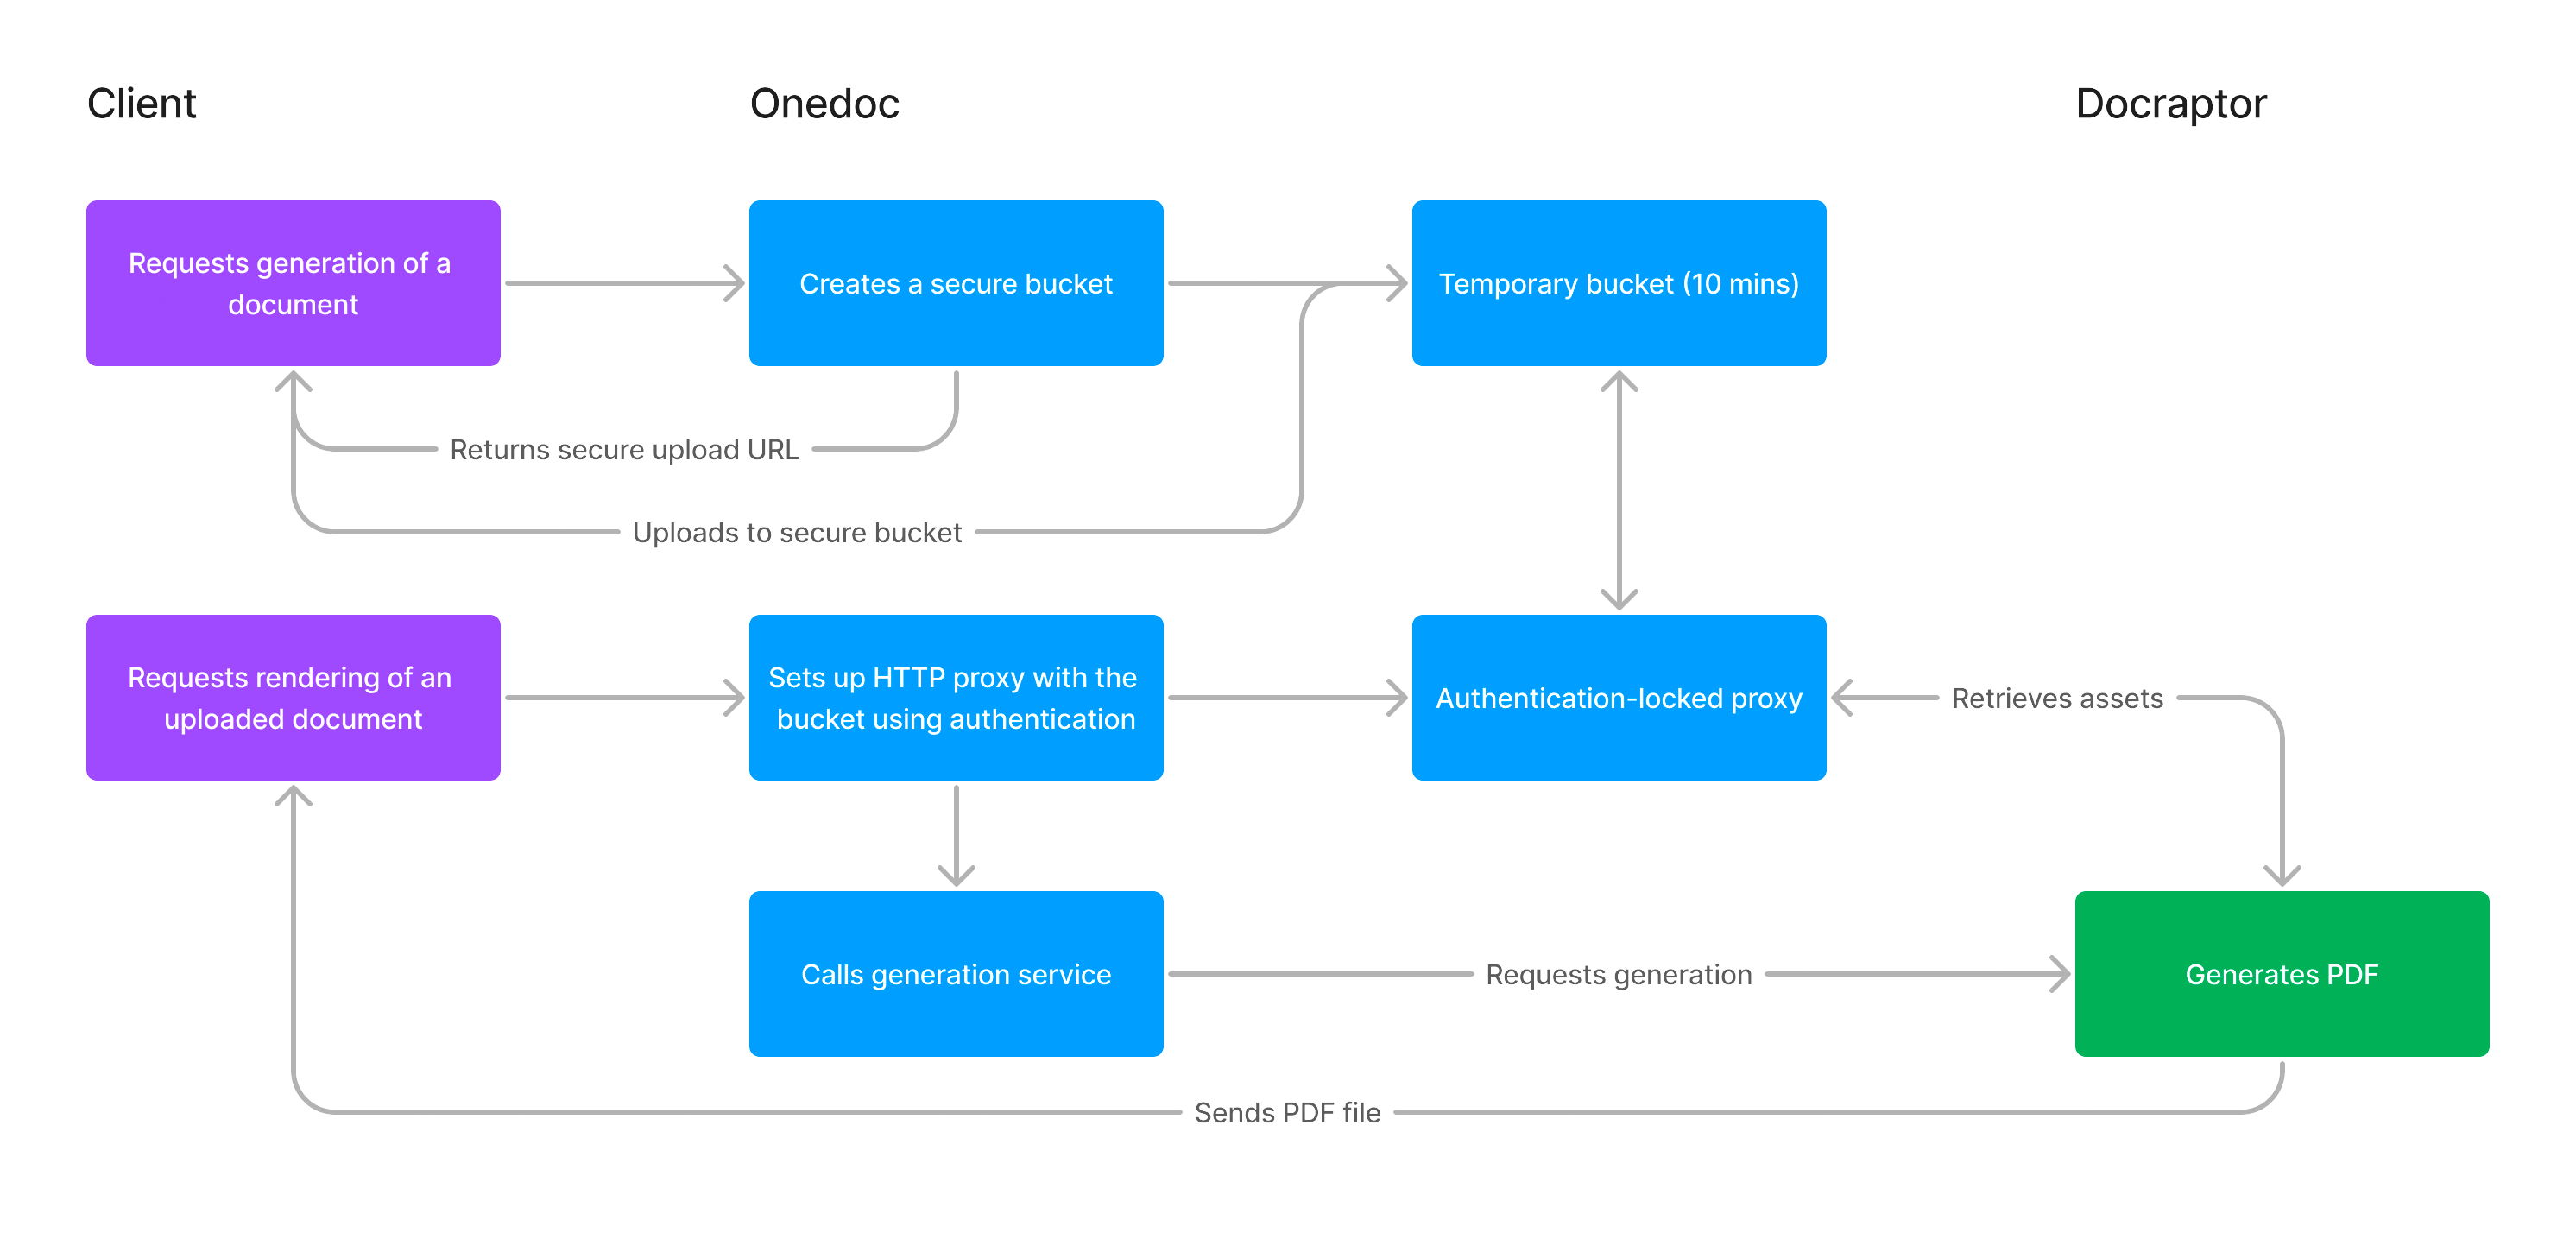 Client
Onedoc
Docraptor
Requests generation of a
document
Creates a secure bucket
Temporary bucket (10 mins)
Returns secure upload URL
Uploads to secure bucket
Requests rendering of an
uploaded document
Sets up HTTP proxy with the
bucket using authentication
Authentication-locked proxy
Retrieves assets
Calls generation service
Requests generation
Generates PDF
Sends PDF file